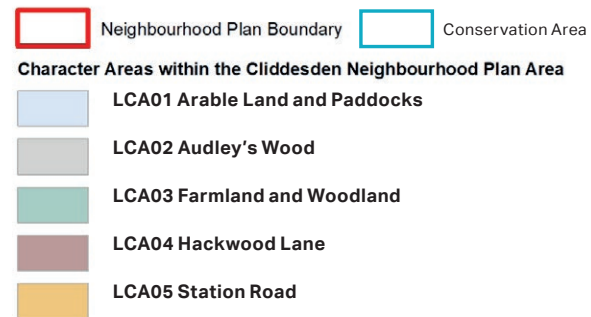 Neighbourhood Plan Boundary Conservation Area
Character Areas within the Cliddesden Neighbourhood Plan Area
LCA01 Arable Land and Paddocks
LCA02 Audley's Wood
LCA03 Farmland and Woodland
LCA04 Hackwood Lane
LCA05 Station Road